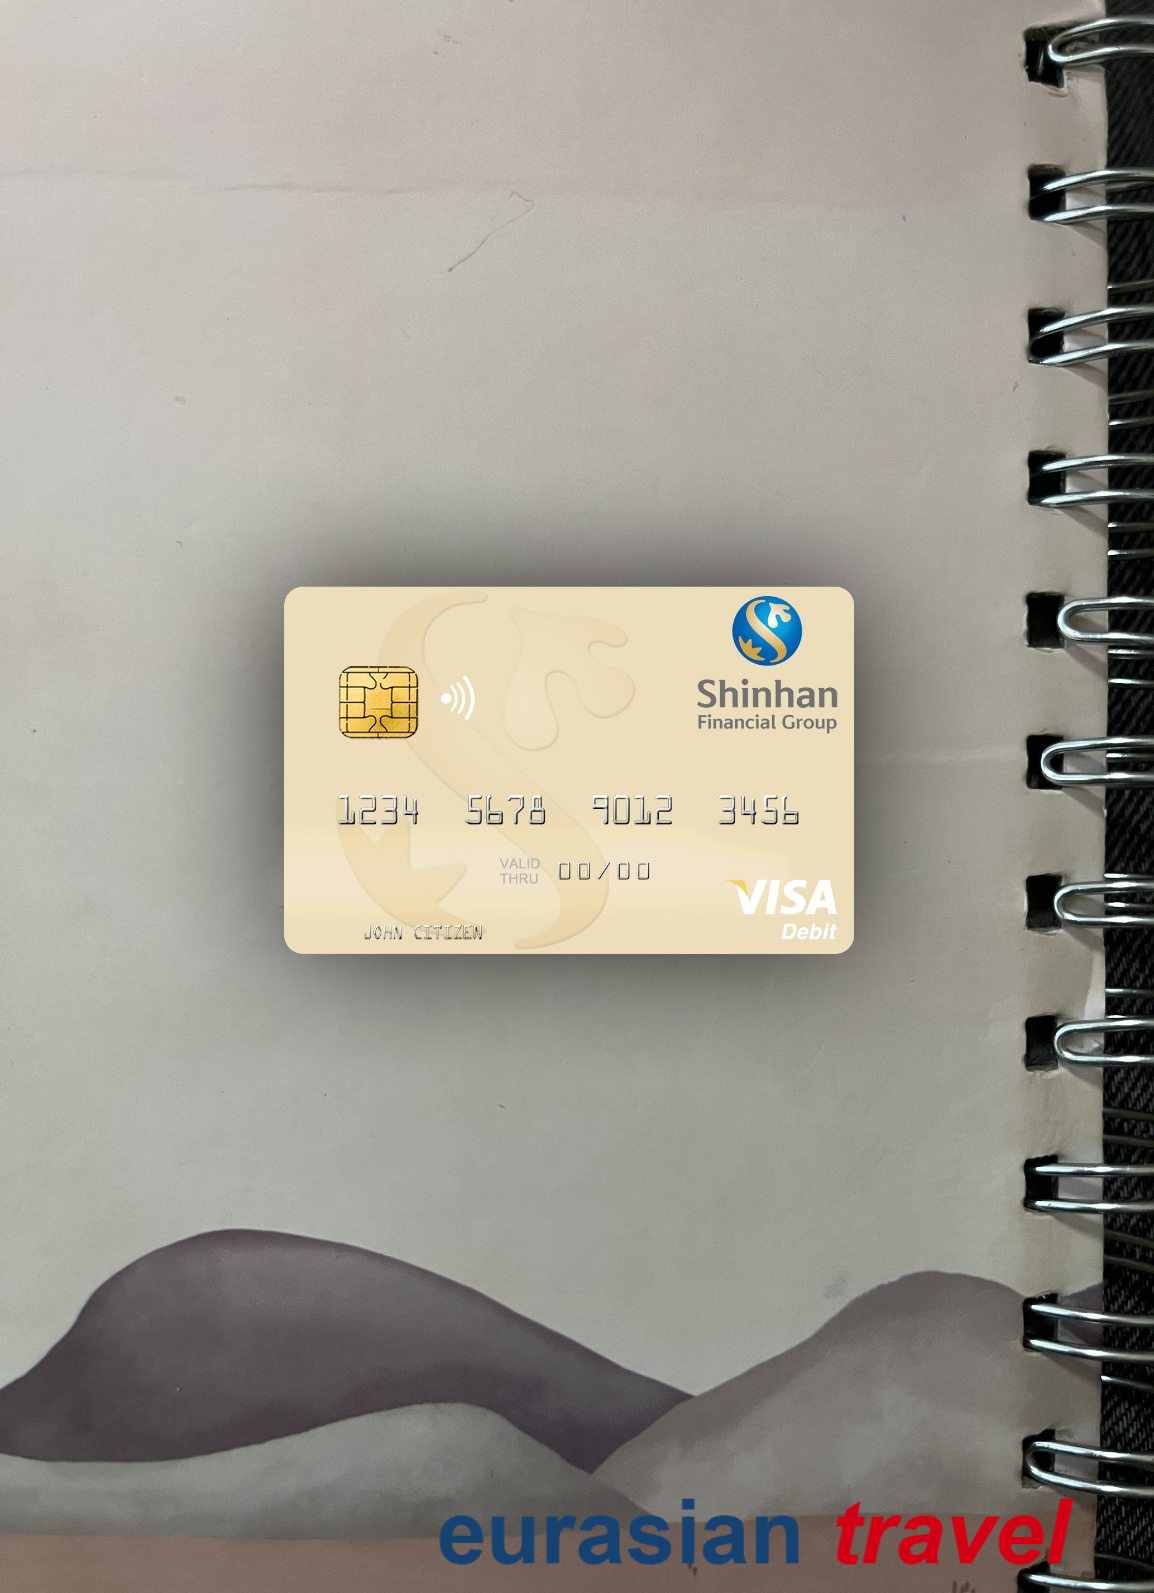 Shinhan
Financial Group
1234 5678 9012 3456
VALID
THRU
00/00
VISA
Debit
JOHN CITIZEN
eurasian travel